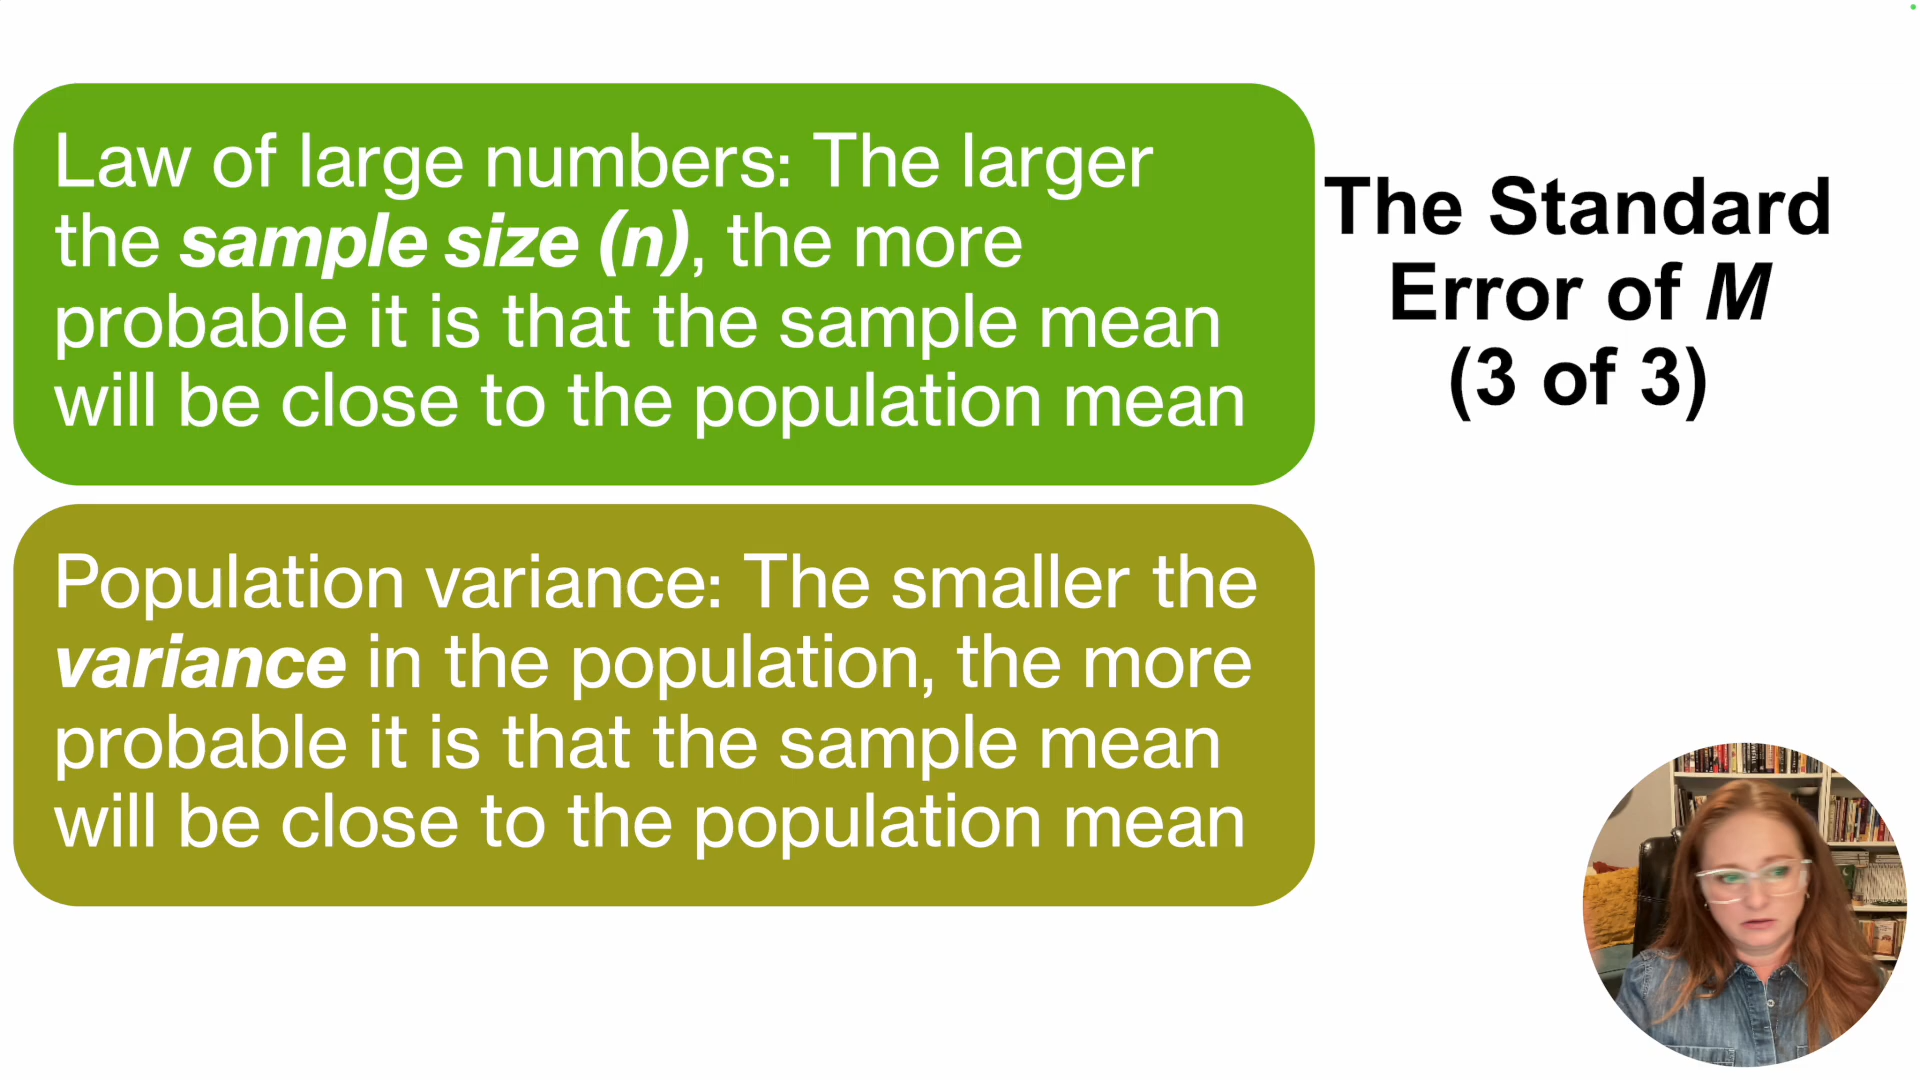 Law of large numbers: The larger
the sample size (n), the more
probable it is that the sample mean
will be close to the population mean
Population variance: The smaller the
variance in the population, the more
probable it is that the sample mean
will be close to the population mean
The Standard
Error of M
(3 of 3)